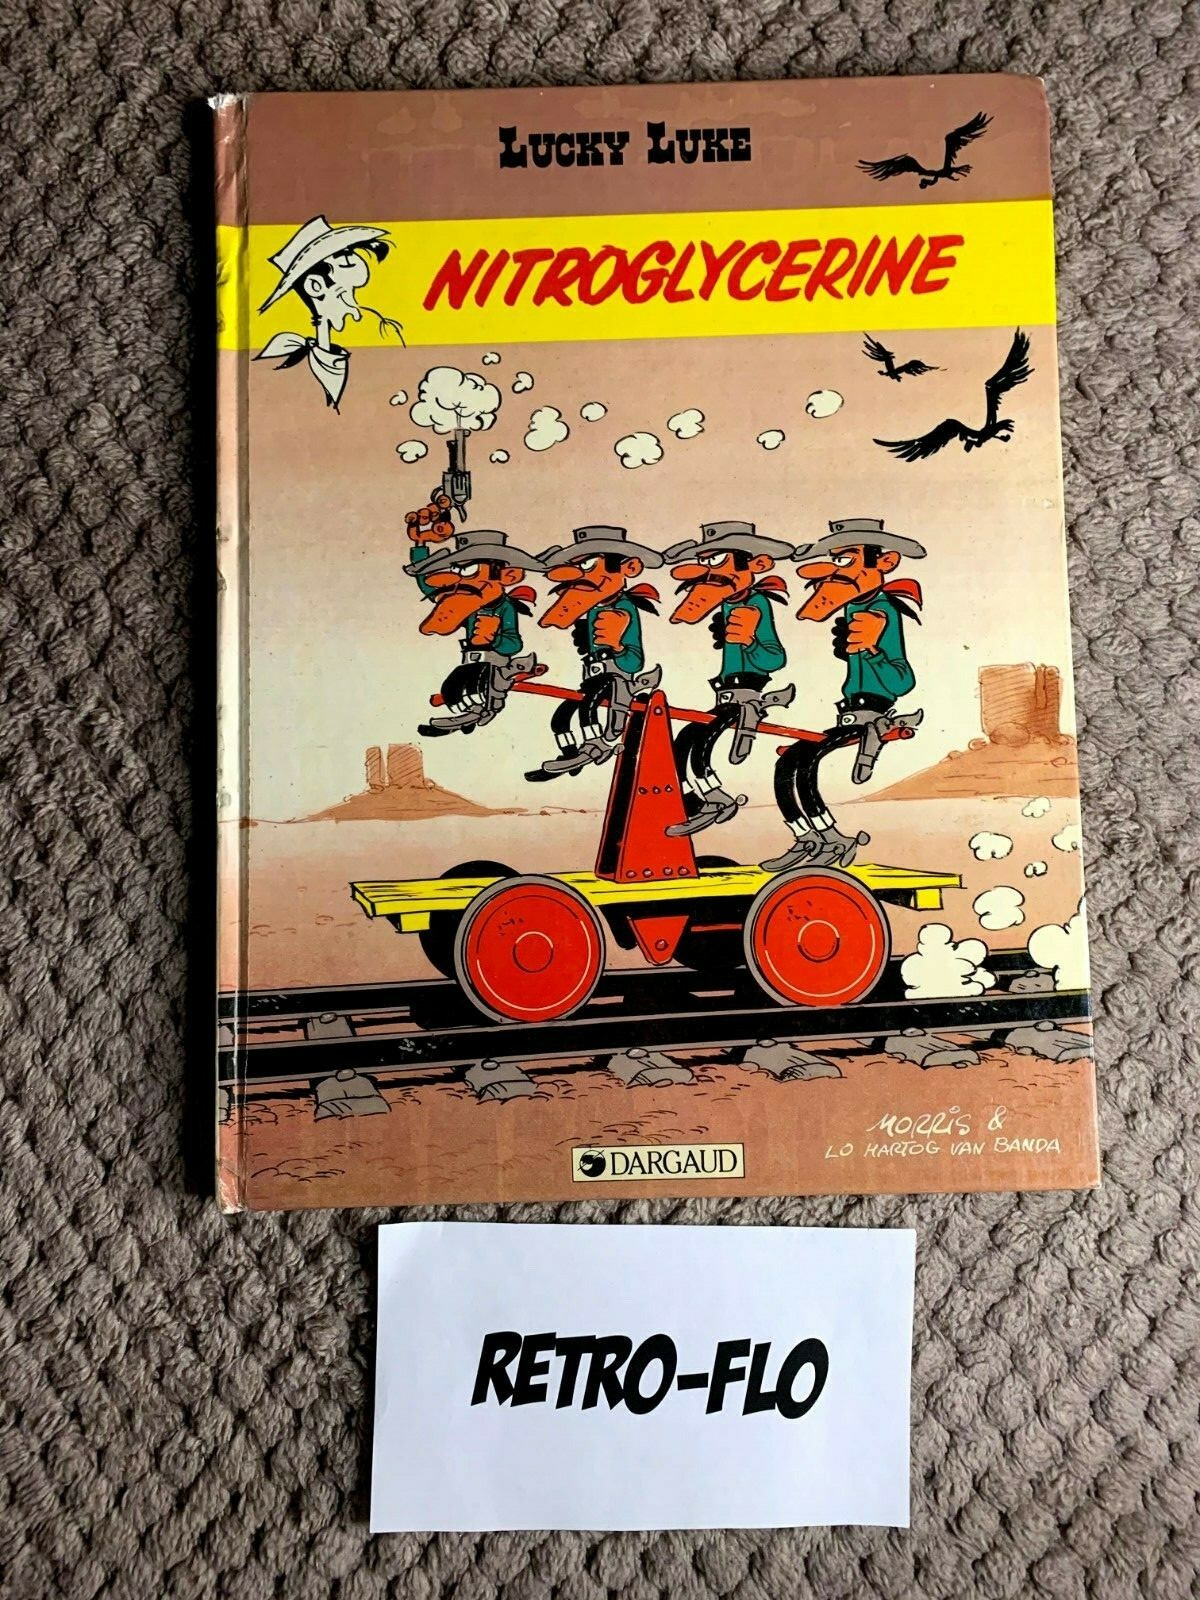 LUCKY LUKE
NITROGLYCERINE
MORRIS &
LO HARTOG VAN BANDA
DARGAUD
RETRO-FLO